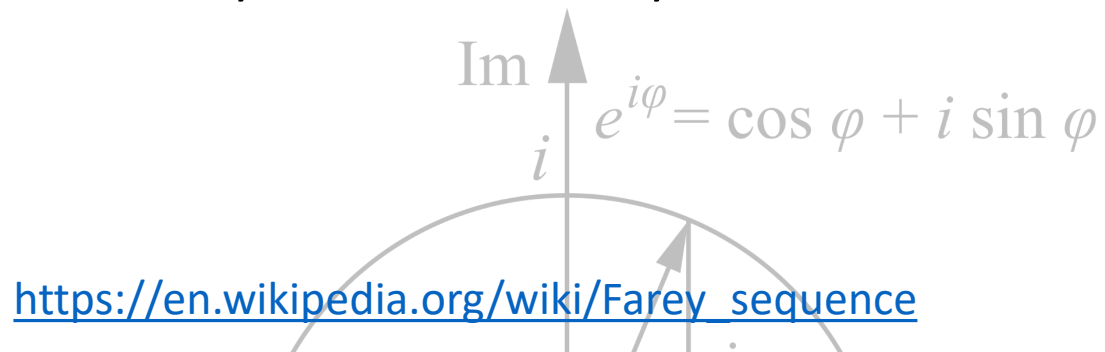 Im
e^{iφ} = cos φ + i sin φ
i
https://en.wikipedia.org/wiki/Farey_sequence